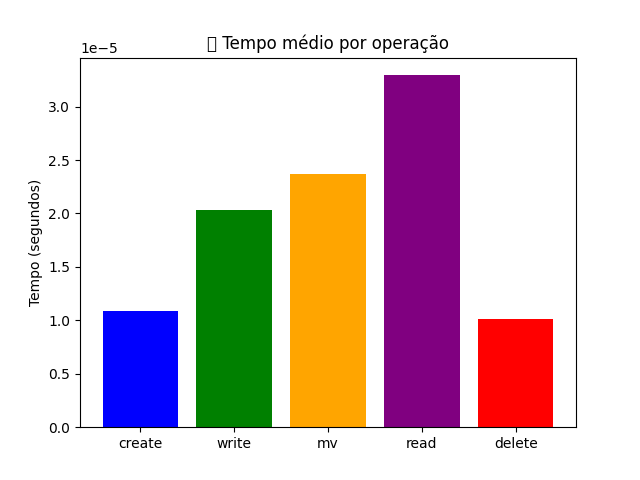 Tempo médio por operação
1e−5
3.0
2.5
2.0
1.5
1.0
0.5
0.0
Tempo (segundos)
create write mv read delete